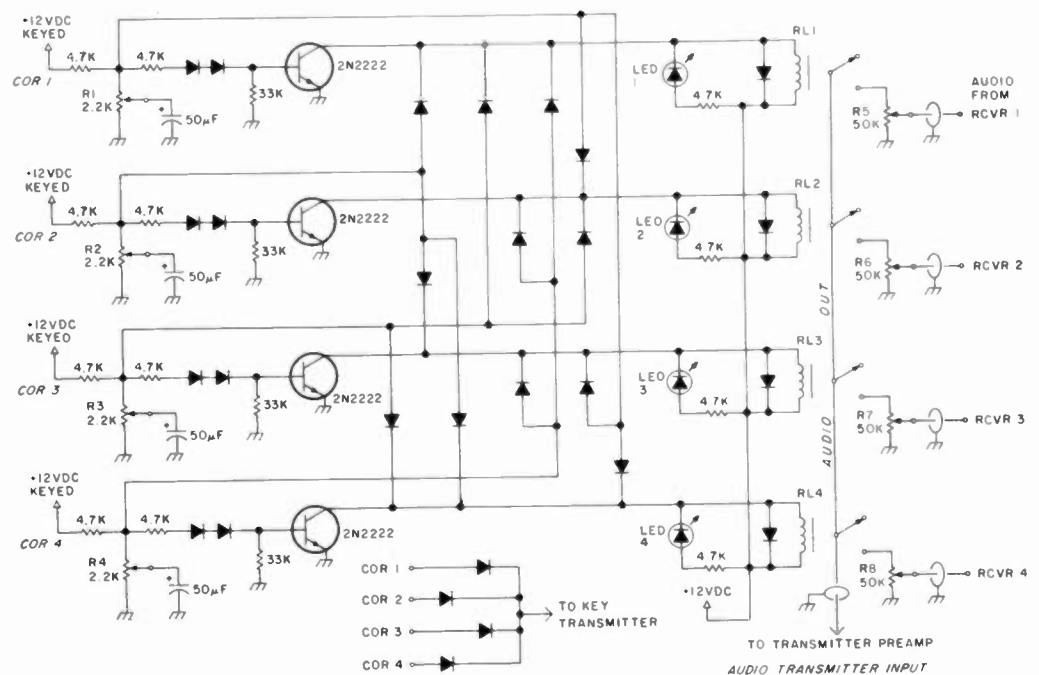 +12VDC
KEYED
4.7K
4.7K
COR 1
R1
2.2K
+
50µF
33K
2N2222
LED
1
4.7K
RL1
R5
50K
AUDIO
FROM
RCVR 1
+12VDC
KEYED
4.7K
4.7K
COR 2
R2
2.2K
+
50µF
33K
2N2222
LED
2
4.7K
RL2
R6
50K
RCVR 2
+12VDC
KEYED
4.7K
4.7K
COR 3
R3
2.2K
+
50µF
33K
2N2222
LED
3
4.7K
RL3
R7
50K
RCVR 3
AUDIO OUT
+12VDC
KEYED
4.7K
4.7K
COR 4
R4
2.2K
+
50µF
33K
2N2222
LED
4
4.7K
RL4
R8
50K
RCVR 4
+12VDC
COR 1
COR 2
COR 3
COR 4
TO KEY
TRANSMITTER
TO TRANSMITTER PREAMP
AUDIO TRANSMITTER INPUT